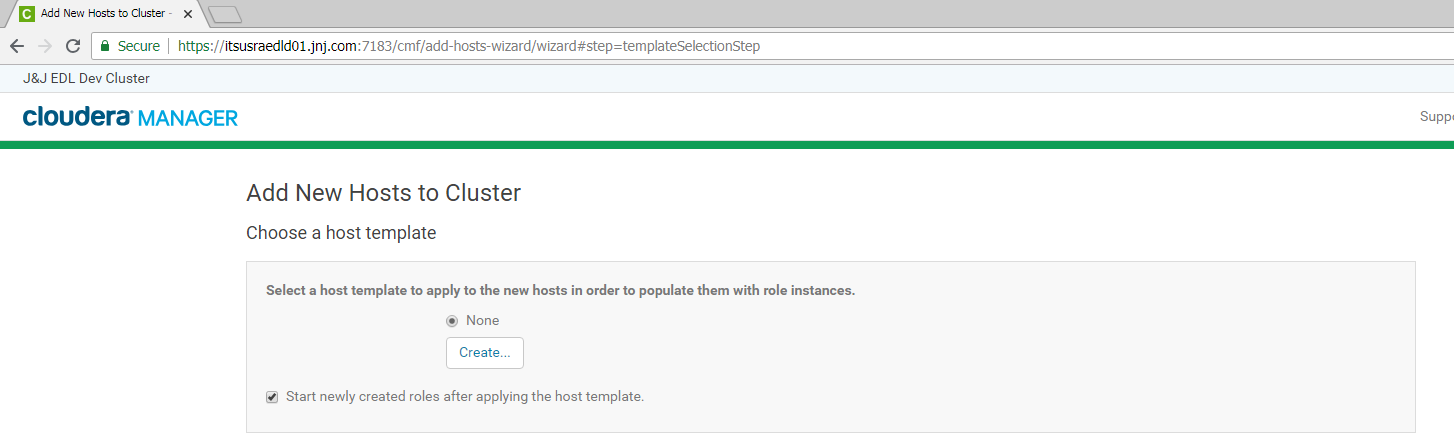 Add New Hosts to Cluster -
Secure https://itsusraedld01.jnj.com:7183/cmf/add-hosts-wizard/wizard#step=templateSelectionStep
J&J EDL Dev Cluster
cloudera MANAGER
Suppo
Add New Hosts to Cluster
Choose a host template
Select a host template to apply to the new hosts in order to populate them with role instances.
None
Create...
Start newly created roles after applying the host template.